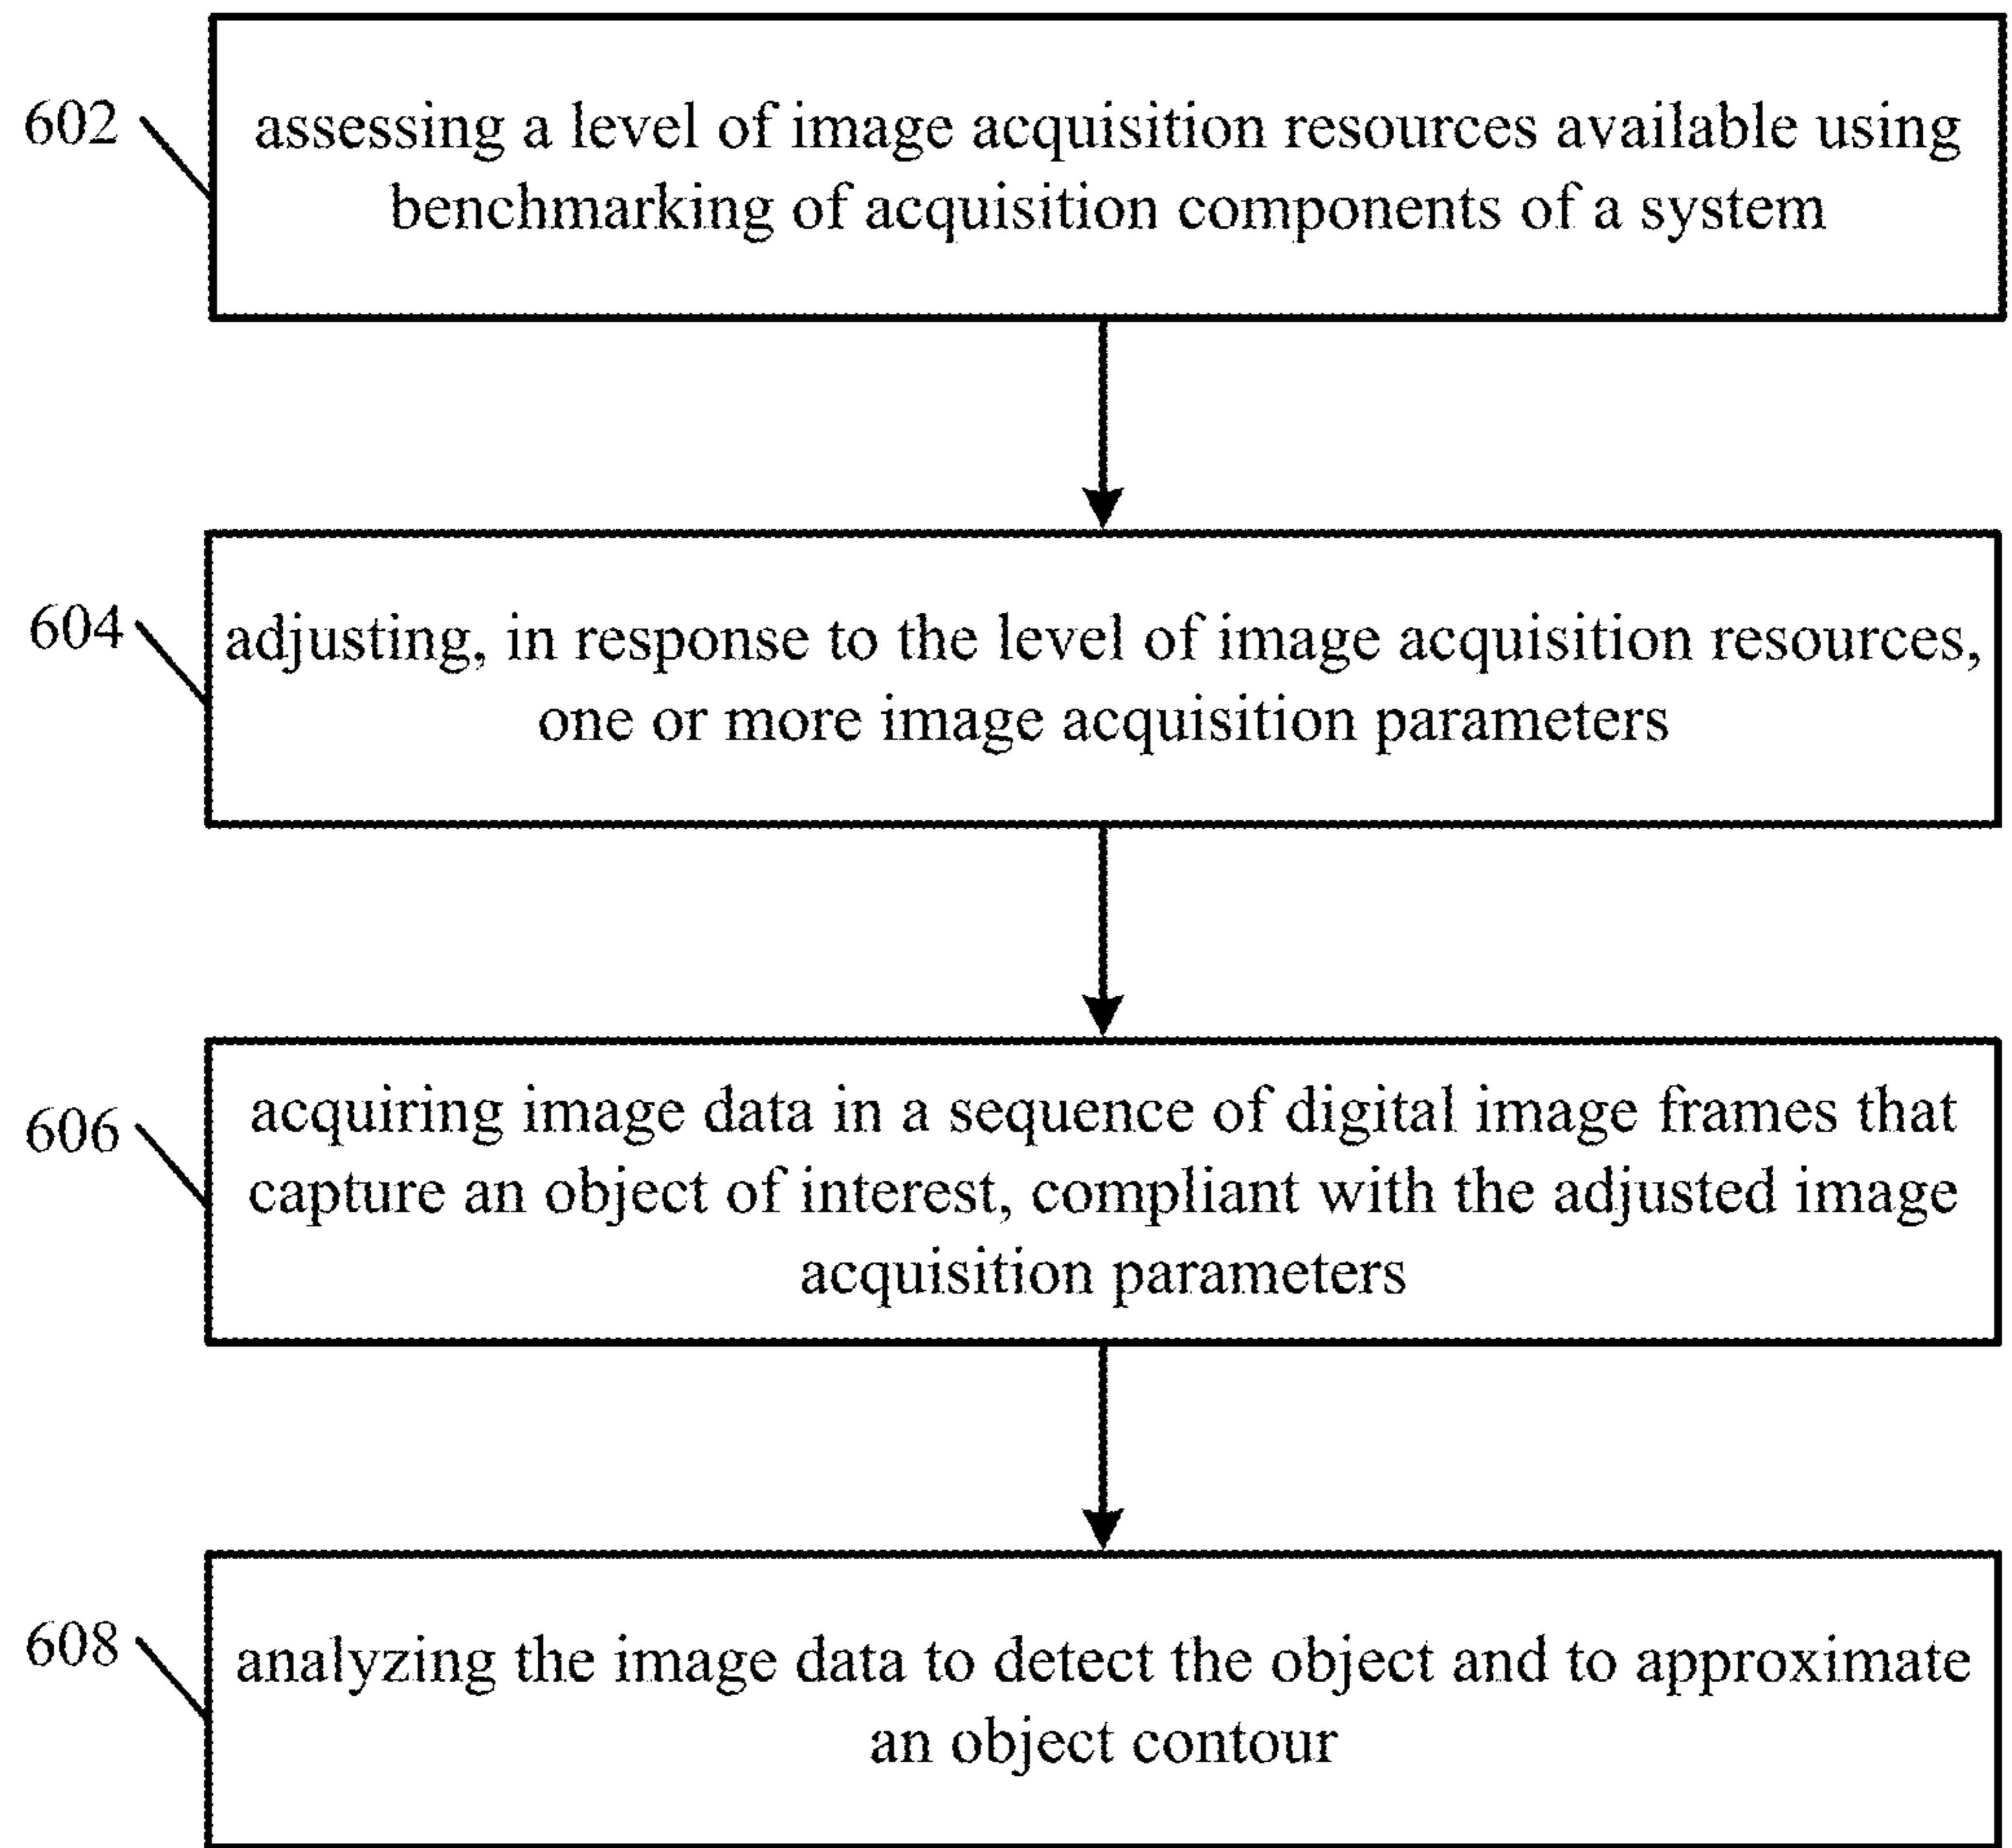 602
assessing a level of image acquisition resources available using
benchmarking of acquisition components of a system
604
adjusting, in response to the level of image acquisition resources,
one or more image acquisition parameters
606
acquiring image data in a sequence of digital image frames that
capture an object of interest, compliant with the adjusted image
acquisition parameters
608
analyzing the image data to detect the object and to approximate
an object contour